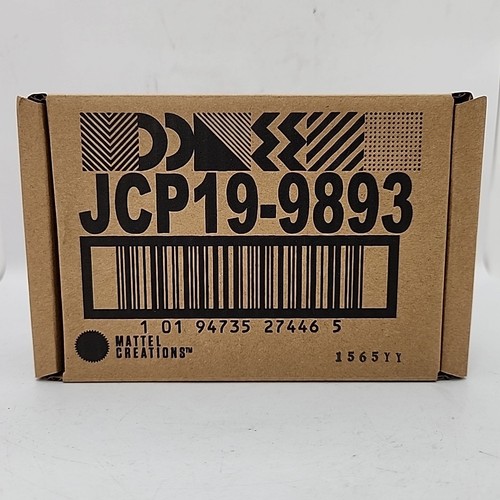 JCP19-9893
1 01 94735 27446 5
MATTEL
CREATIONS™
1565YY